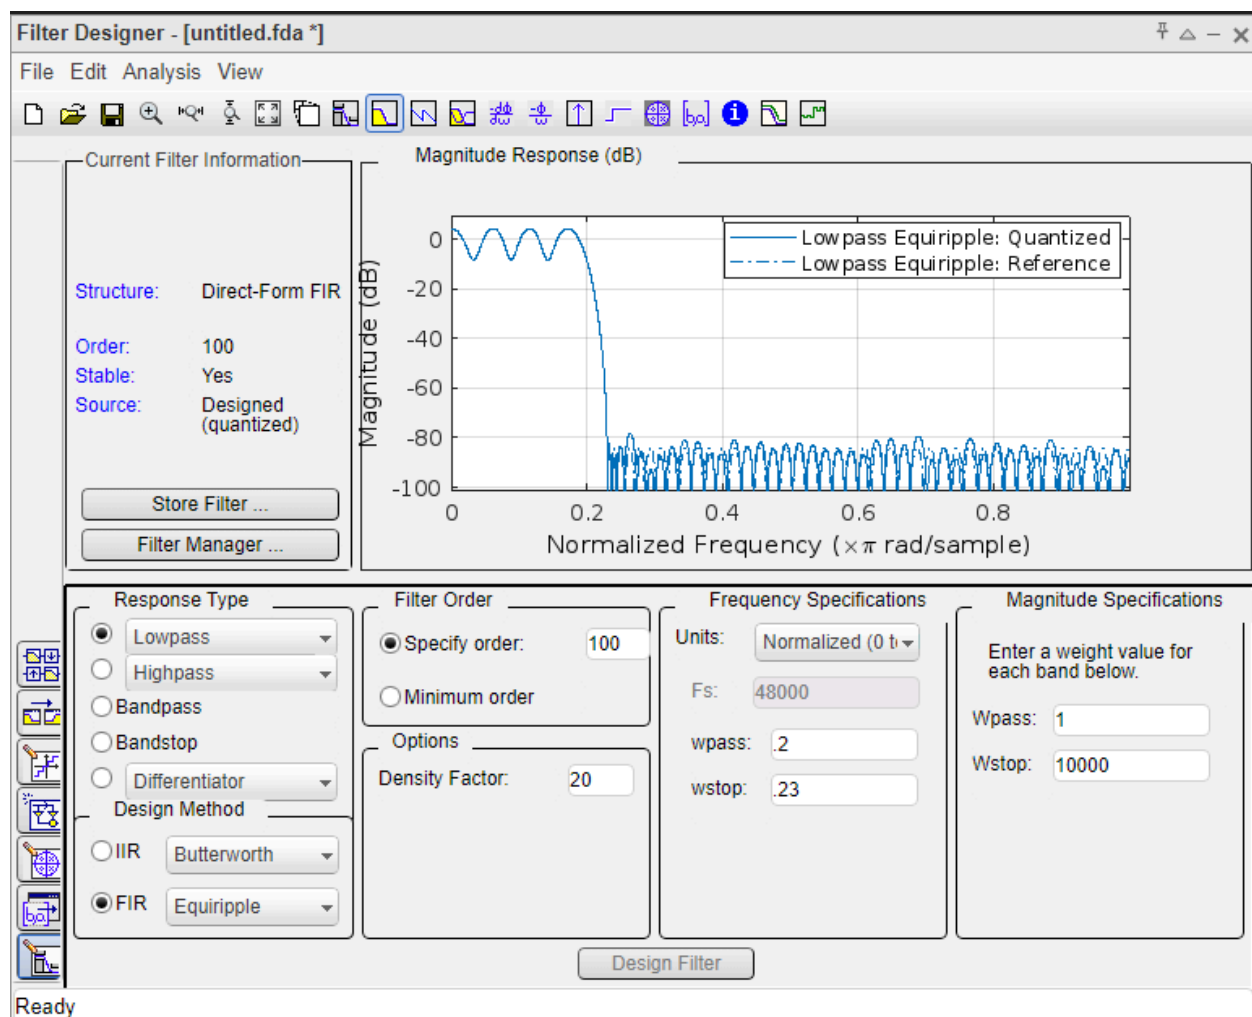 Filter Designer - [untitled.fda *]
File Edit Analysis View
Current Filter Information
Structure: Direct-Form FIR
Order: 100
Stable: Yes
Source: Designed
(quantized)
Store Filter ...
Filter Manager ...
Magnitude Response (dB)
Lowpass Equiripple: Quantized
Lowpass Equiripple: Reference
Magnitude (dB)
0
-20
-40
-60
-80
-100
0 0.2 0.4 0.6 0.8
Normalized Frequency (×π rad/sample)
Response Type
Lowpass
Highpass
Bandpass
Bandstop
Differentiator
Design Method
IIR Butterworth
FIR Equiripple
Filter Order
Specify order: 100
Minimum order
Options
Density Factor: 20
Frequency Specifications
Units: Normalized (0 t
Fs: 48000
wpass: .2
wstop: .23
Magnitude Specifications
Enter a weight value for
each band below.
Wpass: 1
Wstop: 10000
Design Filter
Ready